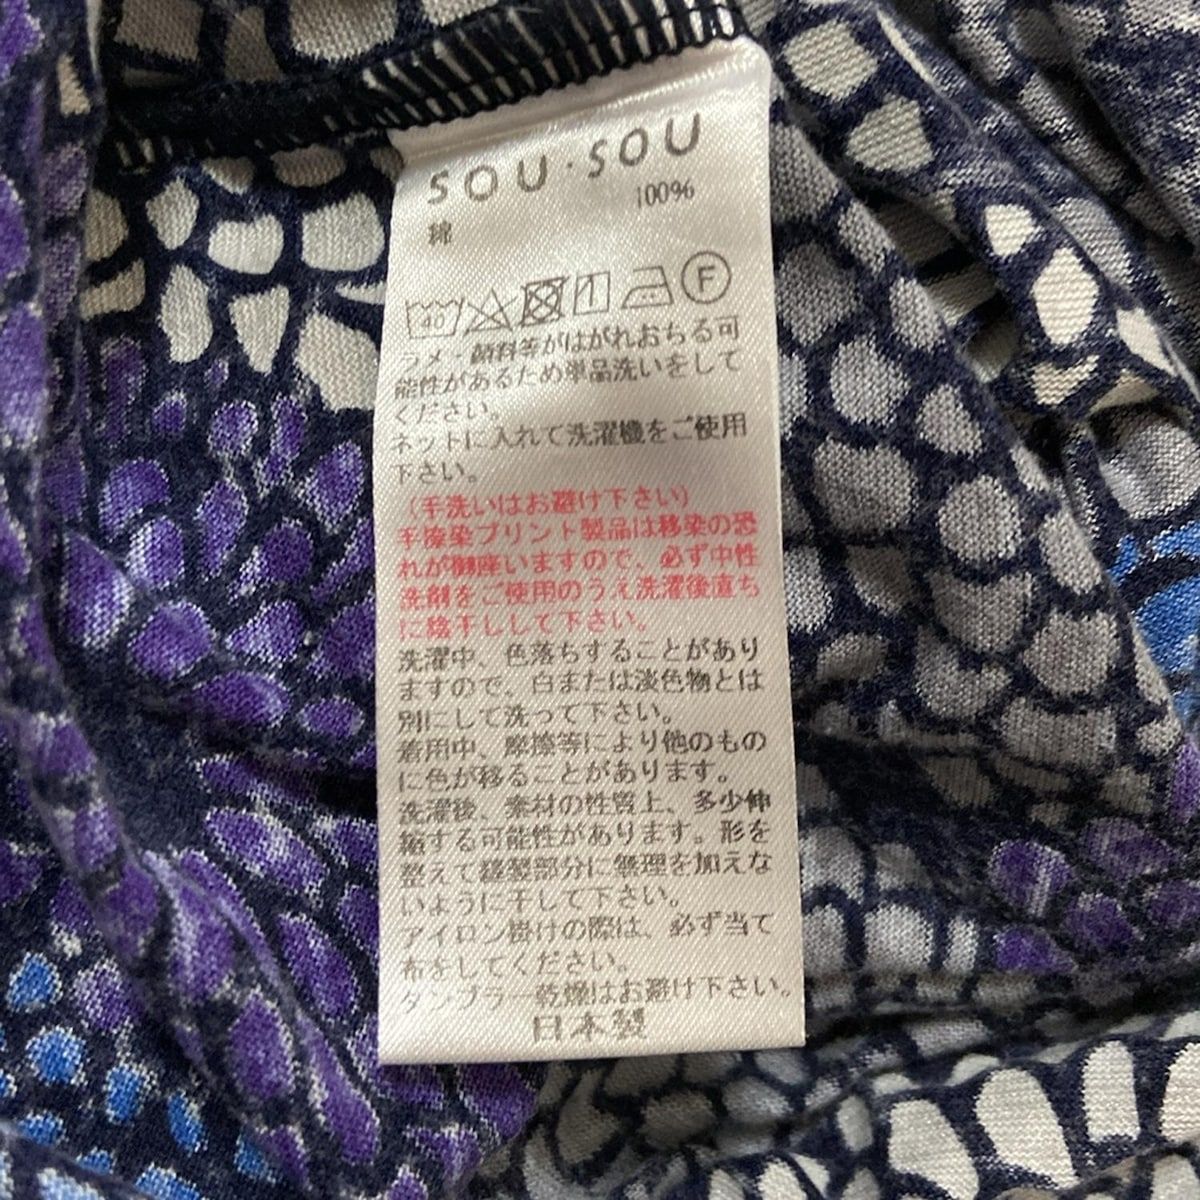 SOU・SOU
綿 100%
40 F
ラメ・顔料等がはがれおちる可
能性があるため単品洗いをして
ください。
ネットに入れて洗濯機をご使用
下さい。
（手洗いはお避け下さい）
手捺染プリント製品は移染の恐
れが御座いますので、必ず中性
洗剤をご使用のうえ洗濯後直ち
に陰干しして下さい。
洗濯中、色落ちすることがあり
ますので、白または淡色物とは
別にして洗って下さい。
着用中、摩擦等により他のもの
に色が移ることがあります。
洗濯後、素材の性質上、多少伸
縮する可能性があります。形を
整えて縫製部分に無理を加えな
いように干して下さい。
アイロン掛けの際は、必ず当て
布をしてください。
タンブラー乾燥はお避け下さい。
日本製